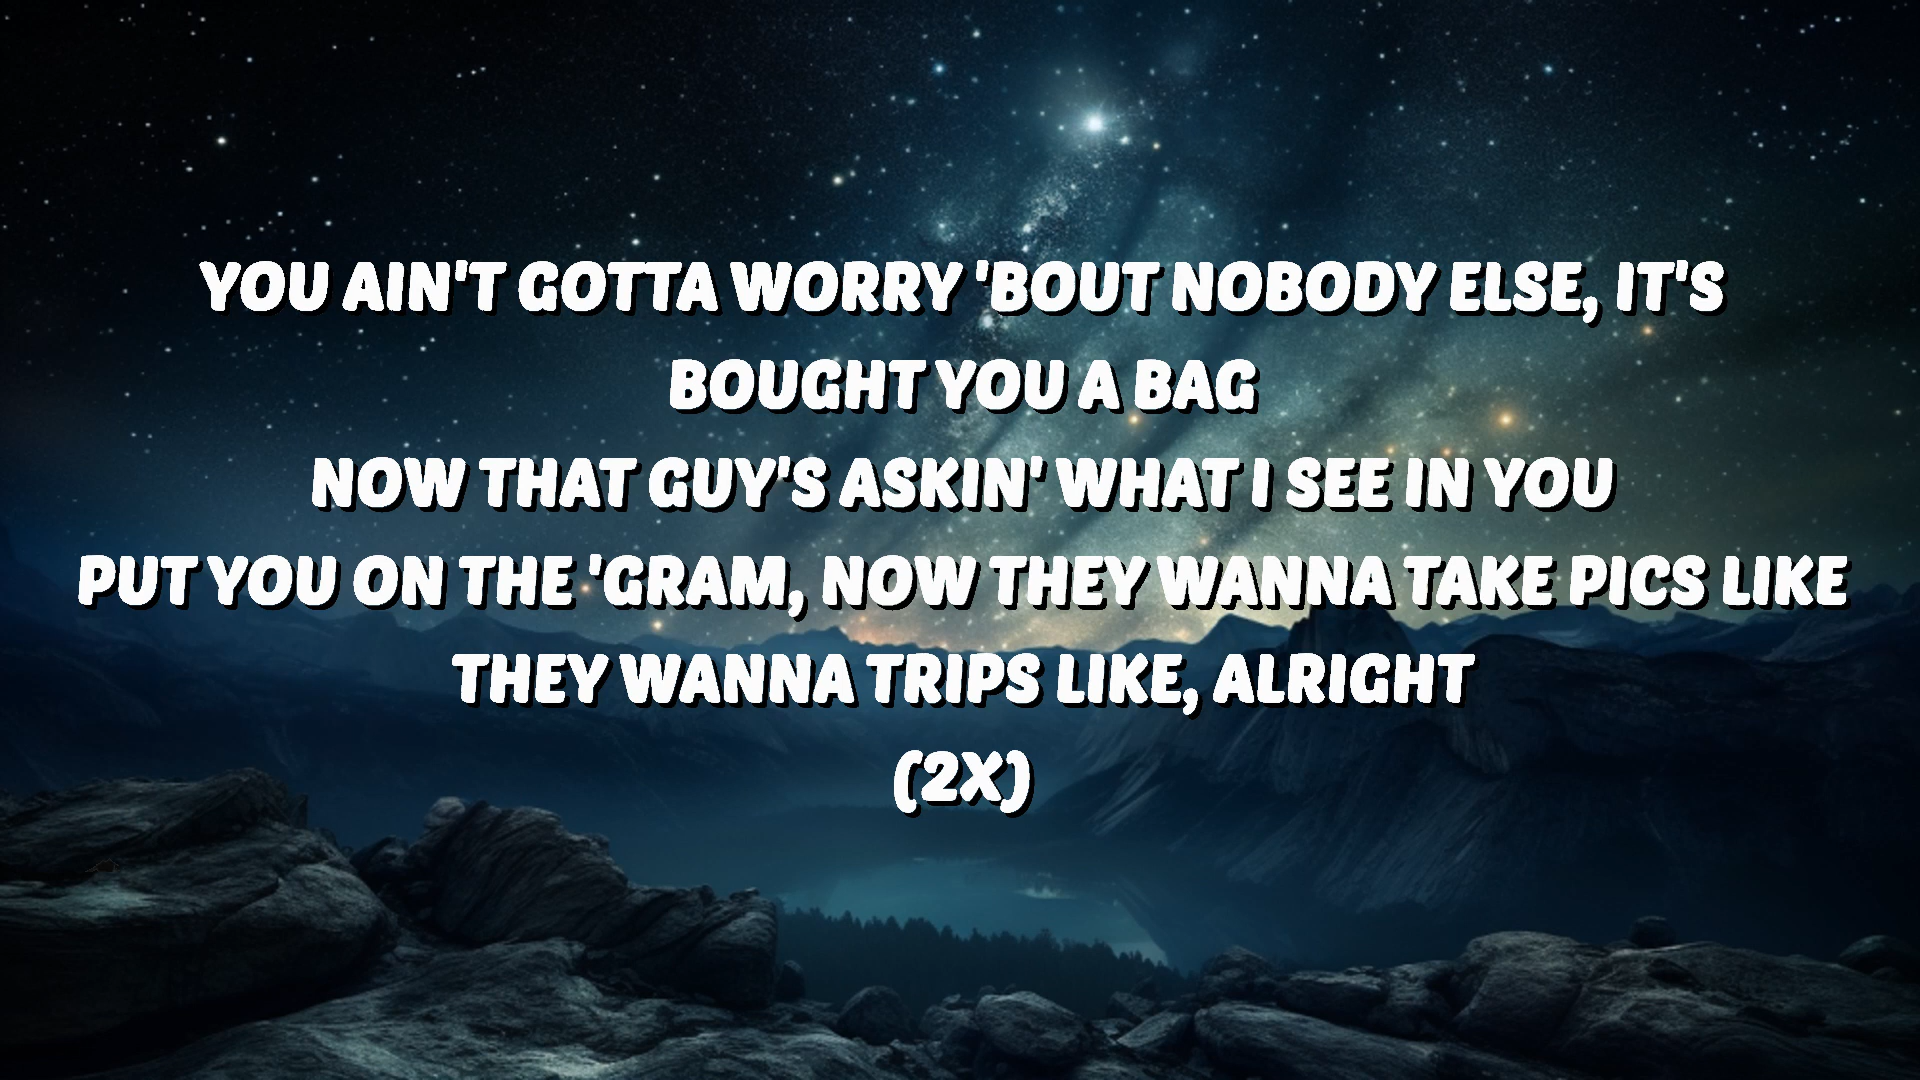 YOU AIN'T GOTTA WORRY 'BOUT NOBODY ELSE, IT'S
BOUGHT YOU A BAG
NOW THAT GUY'S ASKIN' WHAT I SEE IN YOU
PUT YOU ON THE 'GRAM, NOW THEY WANNA TAKE PICS LIKE
THEY WANNA TRIPS LIKE, ALRIGHT
(2X)